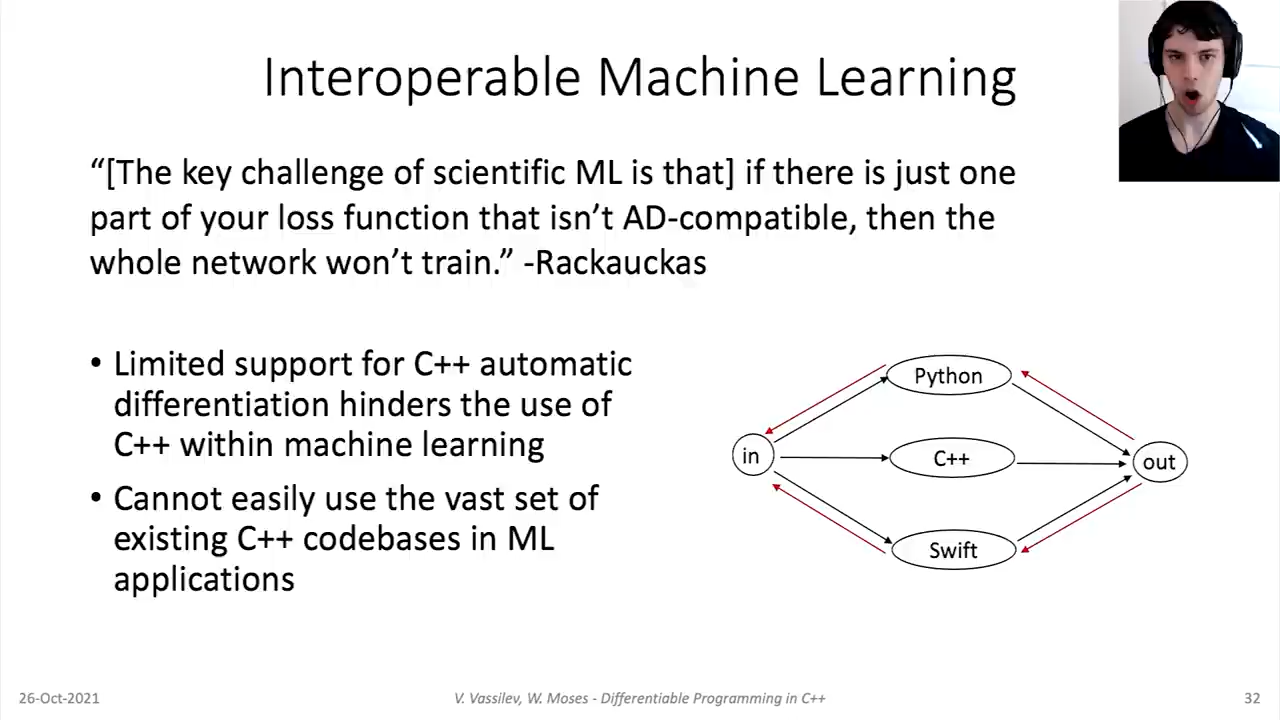 Interoperable Machine Learning
“[The key challenge of scientific ML is that] if there is just one
part of your loss function that isn’t AD-compatible, then the
whole network won’t train.” -Rackauckas
• Limited support for C++ automatic
differentiation hinders the use of
C++ within machine learning
• Cannot easily use the vast set of
existing C++ codebases in ML
applications
Python
in
C++
out
Swift
26-Oct-2021
V. Vassilev, W. Moses - Differentiable Programming in C++
32